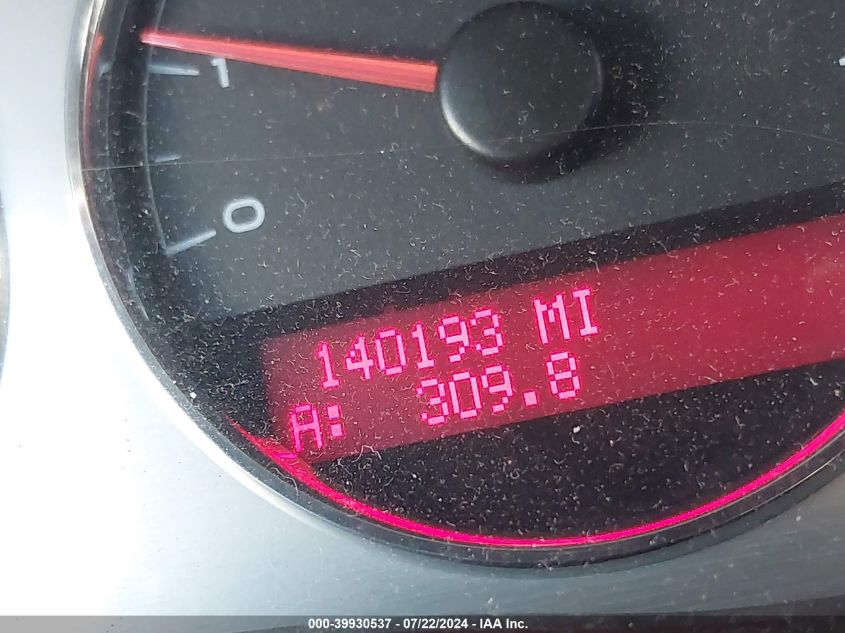 1
0
140193 MI
A: 309.8
000-39930537 - 07/22/2024 - IAA Inc.